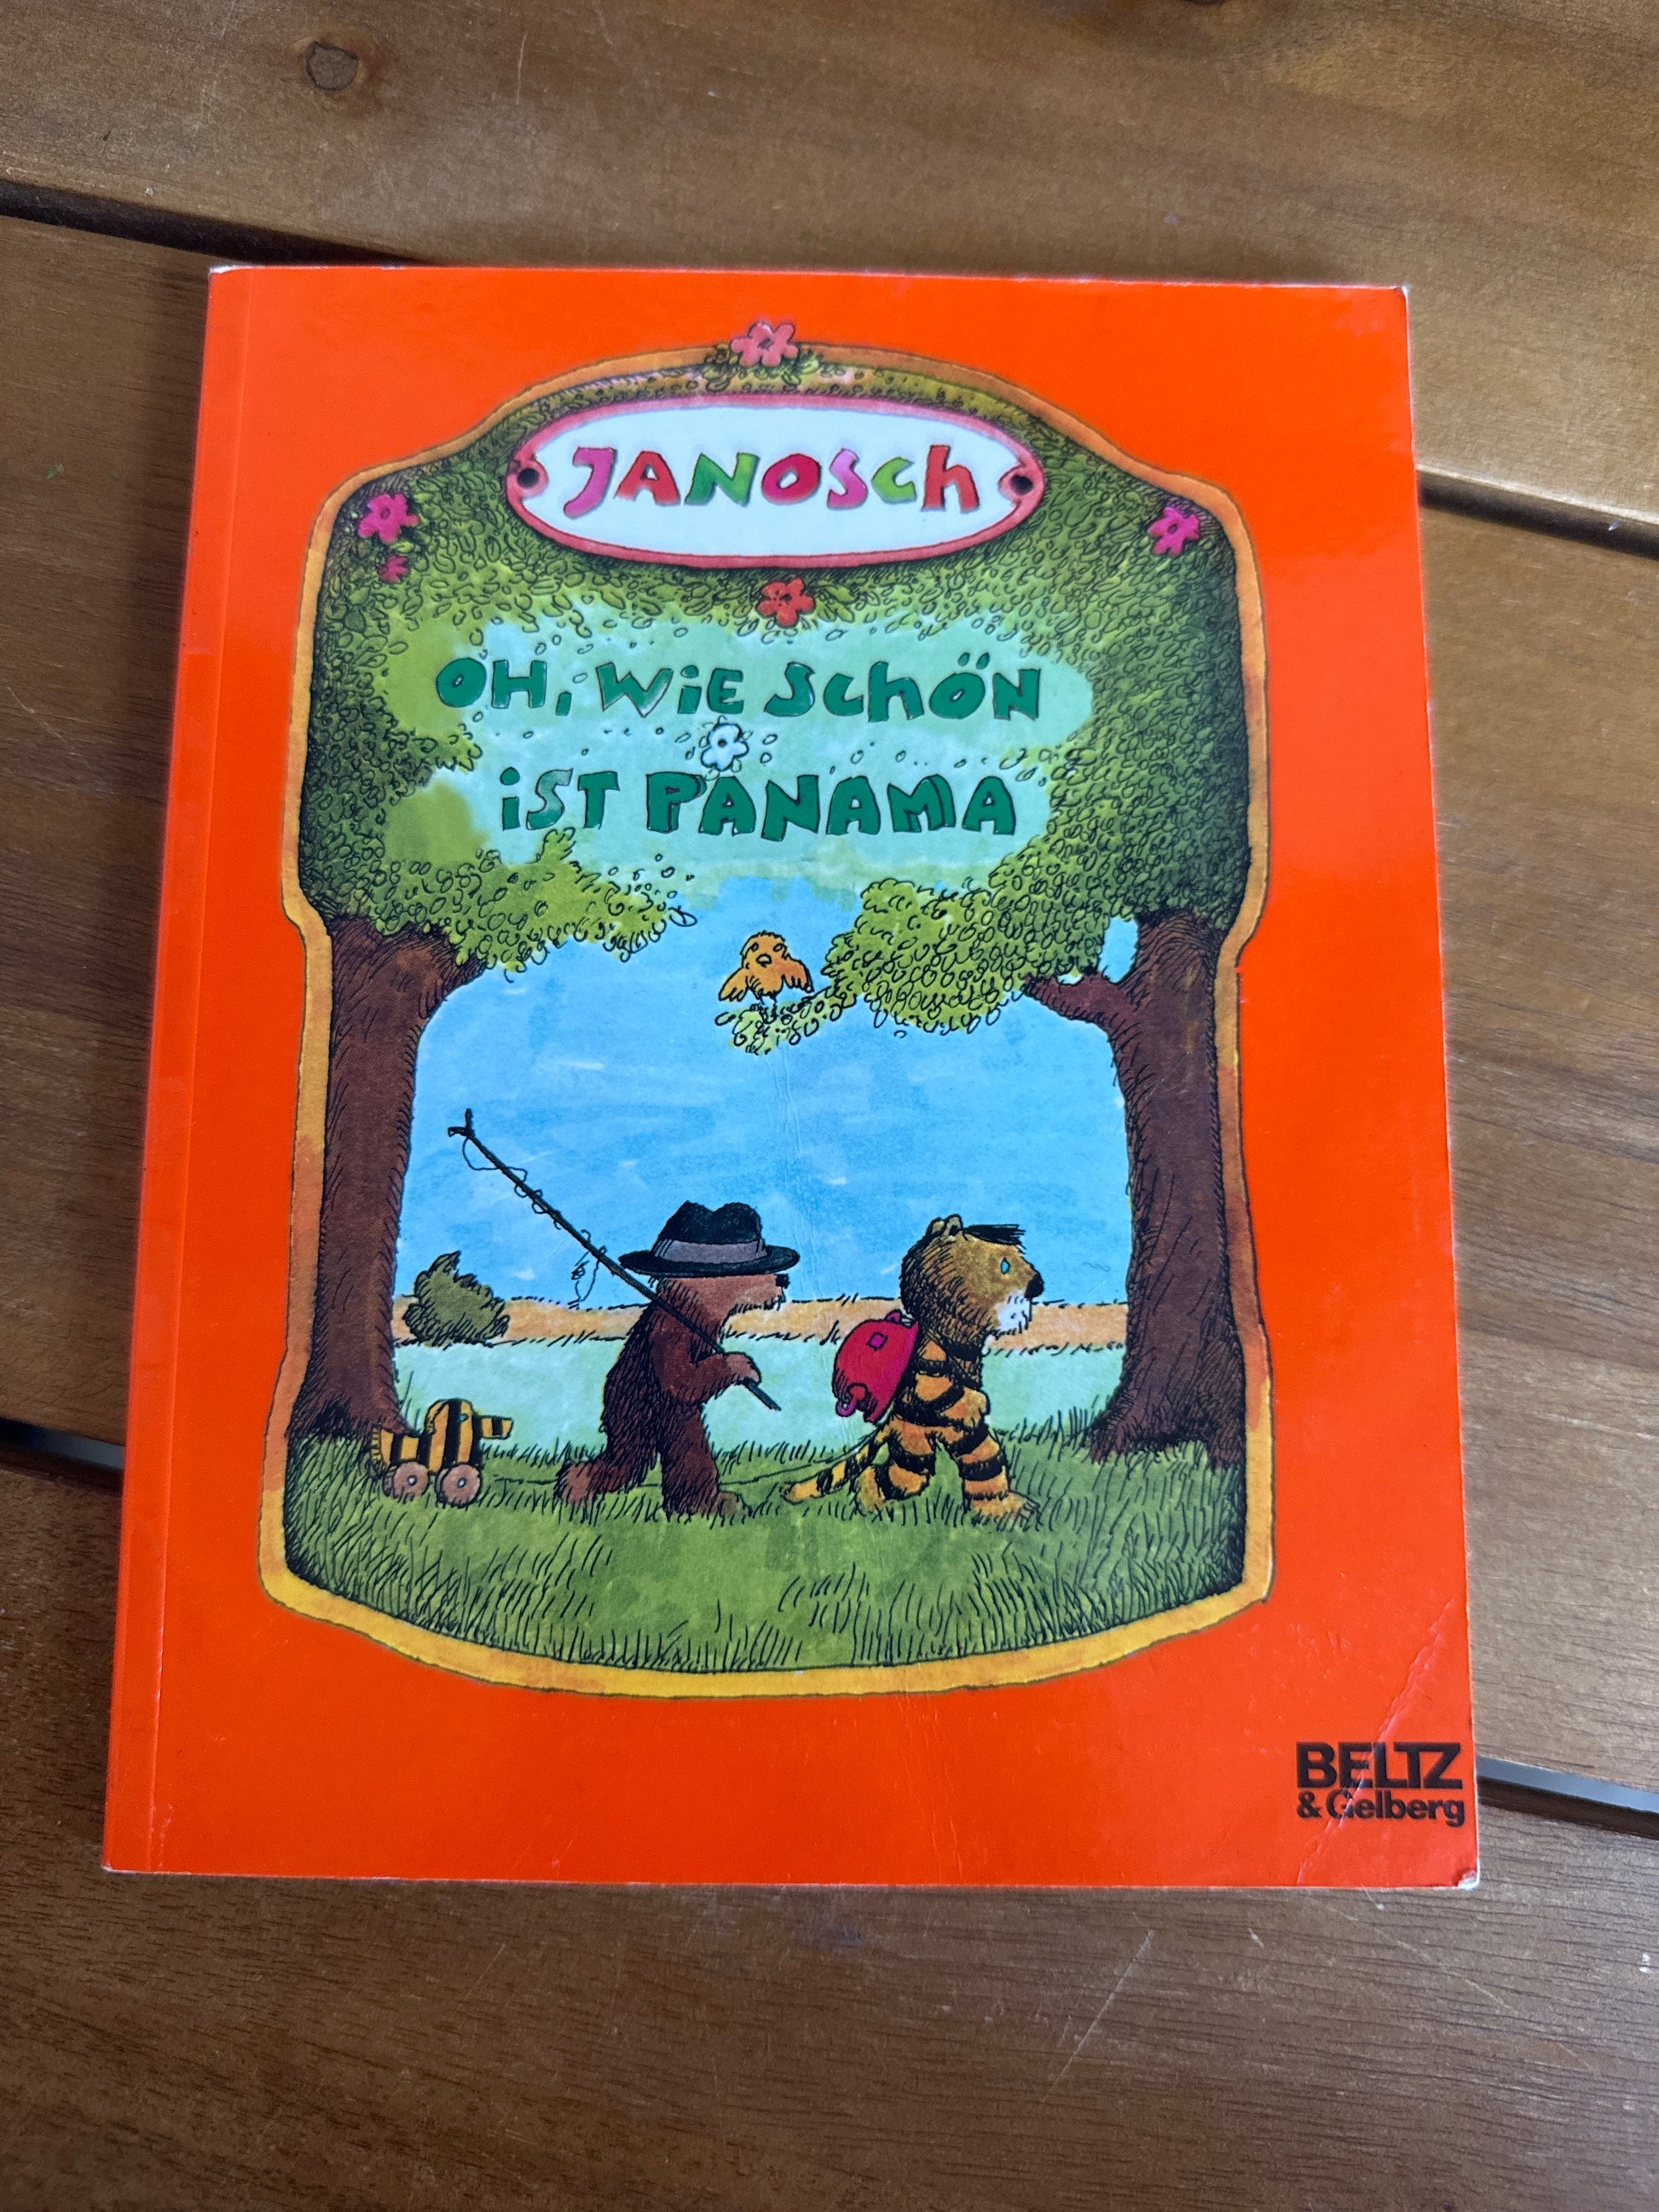 JANOSCH
OH, WIE SCHÖN
IST PANAMA
BELTZ
& Gelberg